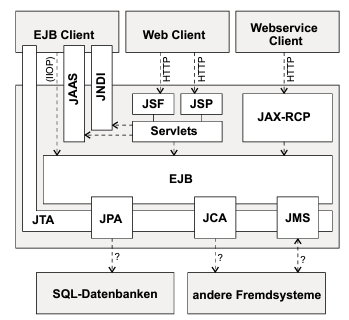 EJB Client
Web Client
Webservice
Client
(IIOP)
JAAS
JNDI
HTTP
HTTP
HTTP
JSF
JSP
Servlets
JAX-RCP
EJB
JTA
JPA
JCA
JMS
?
?
?
SQL-Datenbanken
andere Fremdsysteme